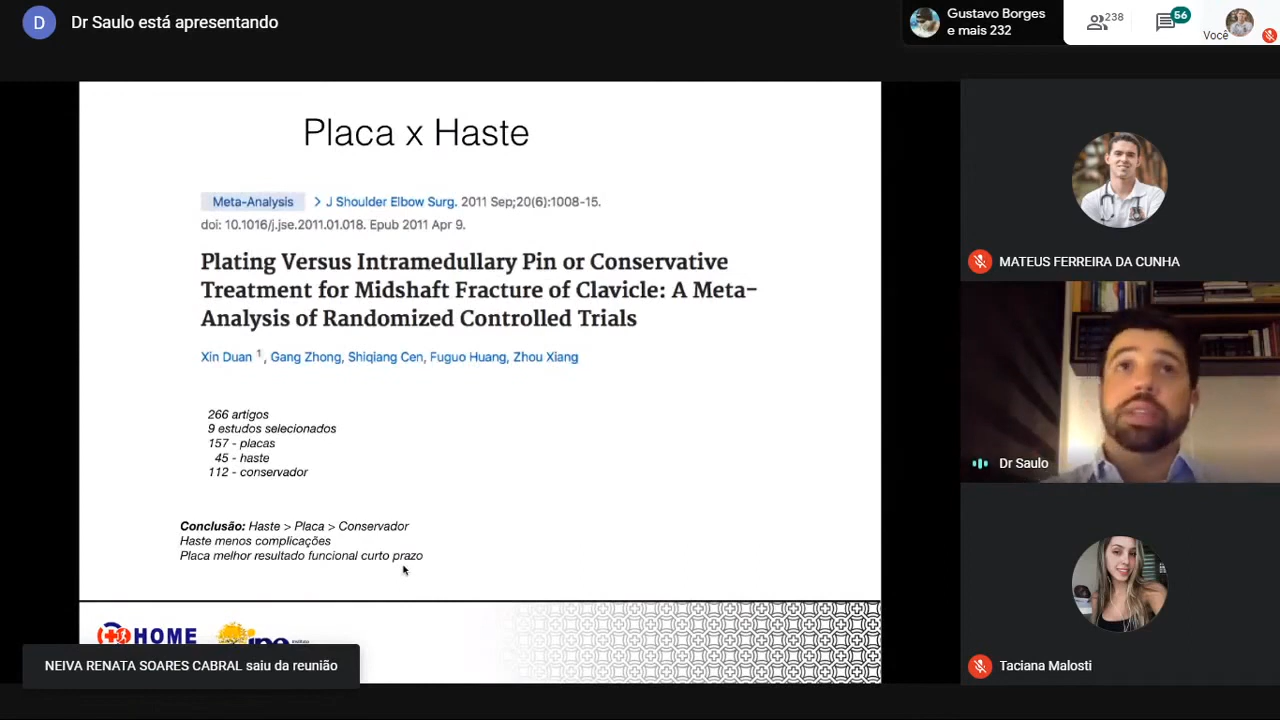 D
Dr Saulo está apresentando
Gustavo Borges
e mais 232
238
56
Você
Placa x Haste
Meta-Analysis > J Shoulder Elbow Surg. 2011 Sep;20(6):1008-15.
doi: 10.1016/j.jse.2011.01.018. Epub 2011 Apr 9.
Plating Versus Intramedullary Pin or Conservative
Treatment for Midshaft Fracture of Clavicle: A Meta-
Analysis of Randomized Controlled Trials
Xin Duan 1, Gang Zhong, Shiqiang Cen, Fuguo Huang, Zhou Xiang
266 artigos
9 estudos selecionados
157 - placas
45 - haste
112 - conservador
Conclusão: Haste > Placa > Conservador
Haste menos complicações
Placa melhor resultado funcional curto prazo
HOME
NEIVA RENATA SOARES CABRAL saiu da reunião
MATEUS FERREIRA DA CUNHA
Dr Saulo
Taciana Malosti